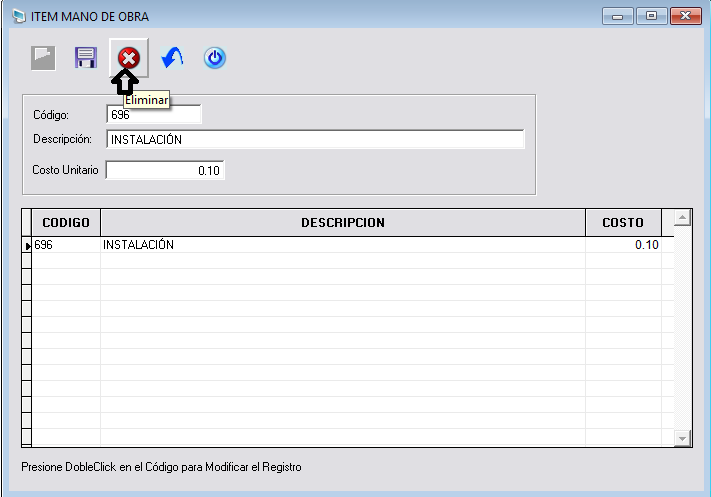 ITEM MANO DE OBRA
Eliminar
Código: 696
Descripción: INSTALACIÓN
Costo Unitario 0.10
CODIGO DESCRIPCION COSTO
696 INSTALACIÓN 0.10
Presione DobleClick en el Código para Modificar el Registro